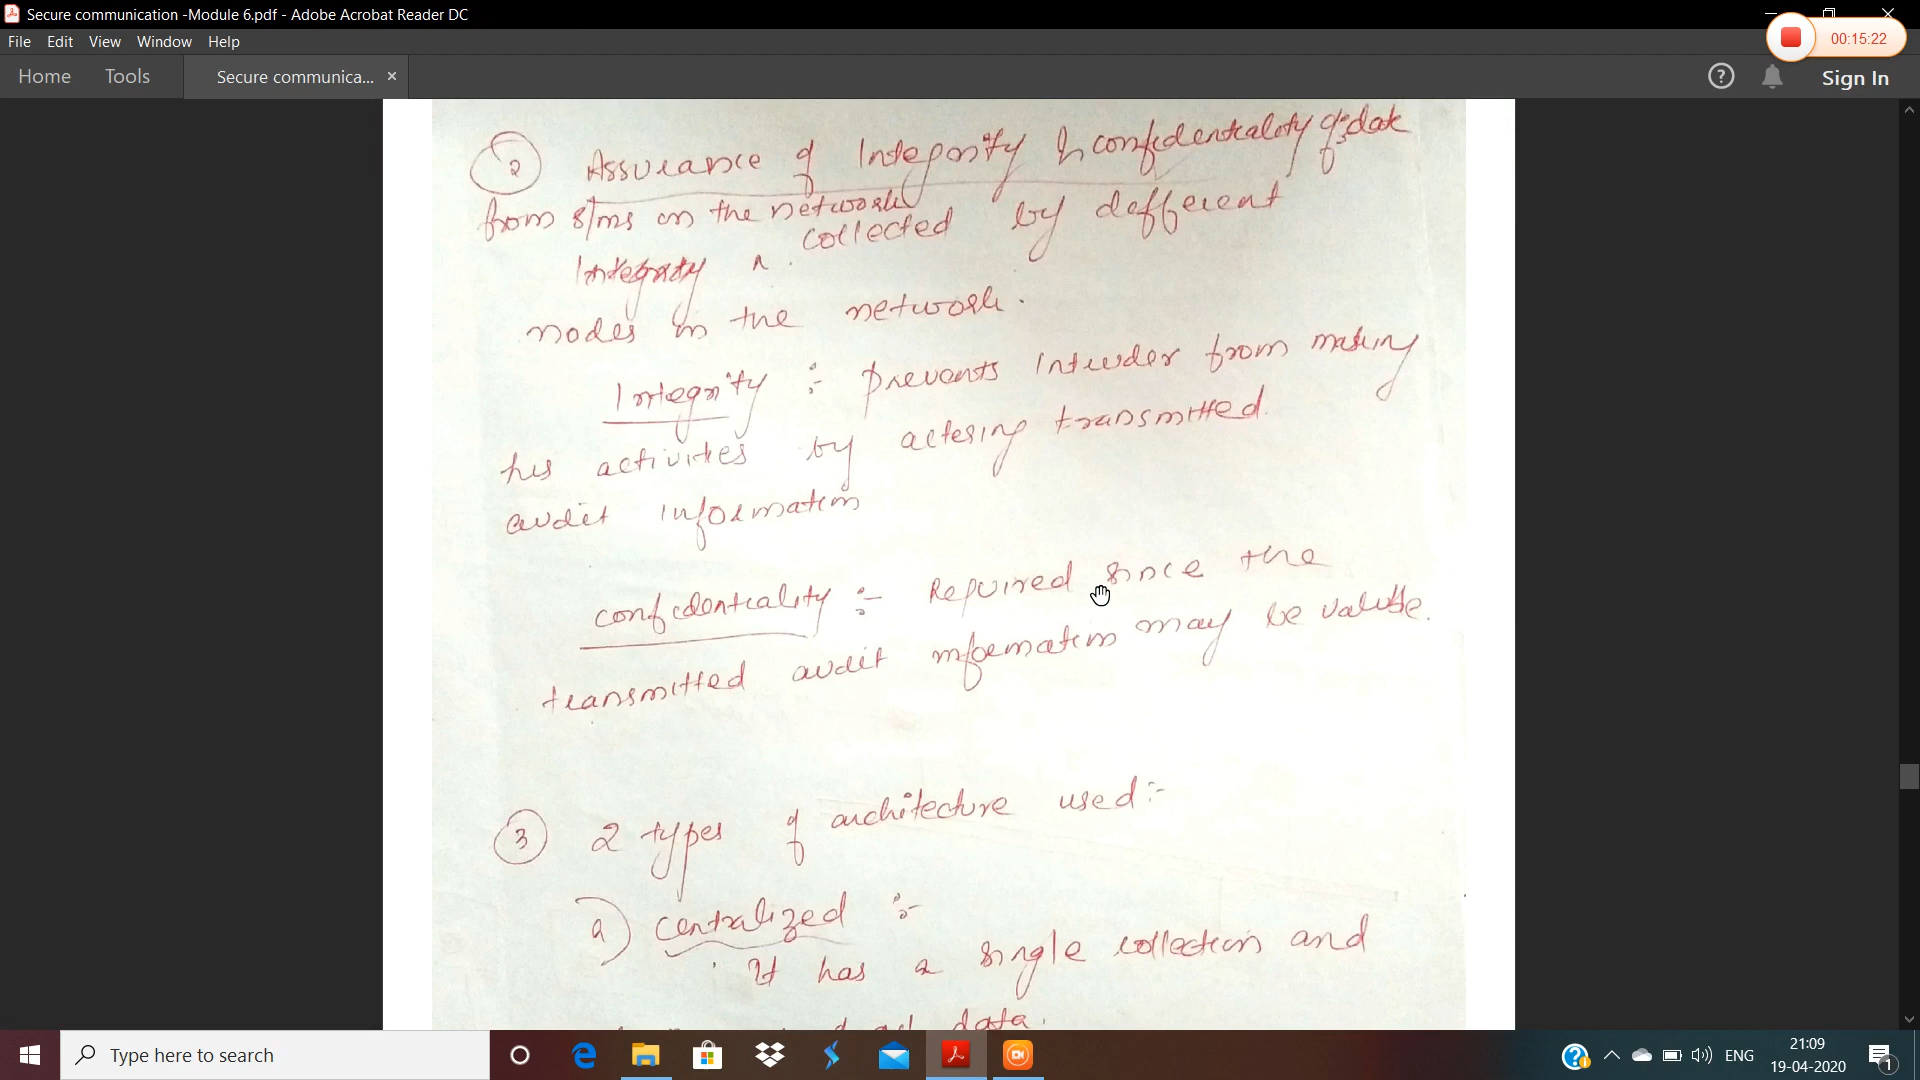 Secure communication -Module 6.pdf - Adobe Acrobat Reader DC
File Edit View Window Help
00:15:22
Home Tools Secure communica... × ? Sign In
2 Assurance of Integrity & confidentiality of data
from s/ms on the network
collected by different
Integrity
nodes in the network.
Integrity :- prevents intruder from making
his activities by altering transmitted
audit information
confidentiality :- Required since the
transmitted audit information may be valuable.
3 2 types of architecture used :-
a) centralized :-
It has a single collection and
data.
Type here to search
ENG
21:09
19-04-2020
1